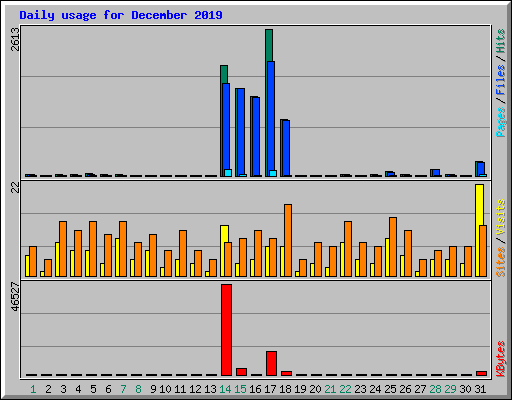 Daily usage for December 2019
2613
Pages / Files / Hits
22
Sites / Visits
46527
KBytes
1 2 3 4 5 6 7 8 9 10 11 12 13 14 15 16 17 18 19 20 21 22 23 24 25 26 27 28 29 30 31